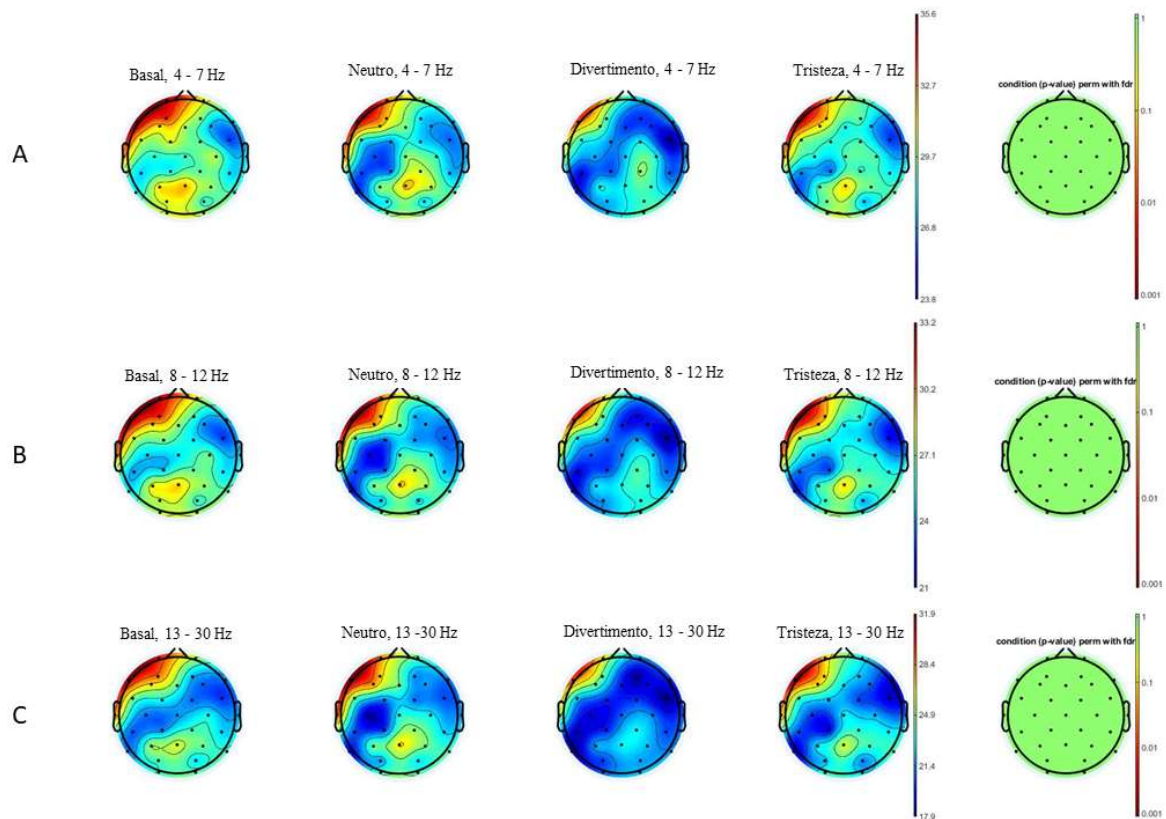 35.6
Basal, 4 - 7 Hz
Neutro, 4 - 7 Hz
Divertimento, 4 - 7 Hz
Tristeza, 4 - 7 Hz
32.7
condition (p-value) perm with fdr
1
0.1
A
29.7
0.01
26.8
23.8
0.001
33.2
Basal, 8 - 12 Hz
Neutro, 8 - 12 Hz
Divertimento, 8 - 12 Hz
Tristeza, 8 - 12 Hz
30.2
condition (p-value) perm with fdr
1
0.1
B
27.1
0.01
24
21
0.001
31.9
Basal, 13 - 30 Hz
Neutro, 13 -30 Hz
Divertimento, 13 - 30 Hz
Tristeza, 13 - 30 Hz
28.4
condition (p-value) perm with fdr
1
0.1
C
24.9
0.01
21.4
17.9
0.001